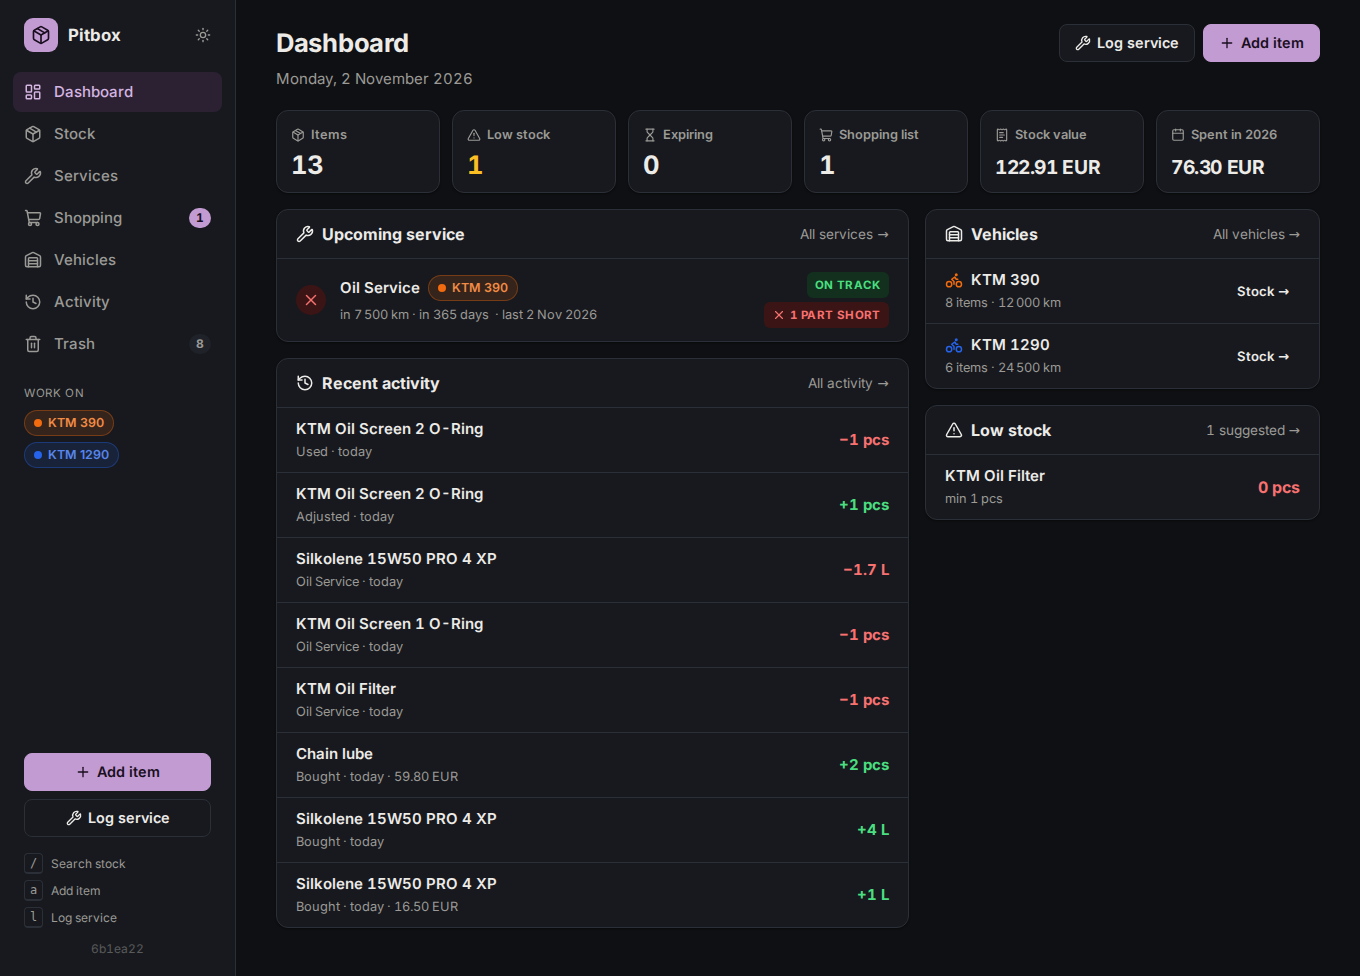 Pitbox
Dashboard
Stock
Services
Shopping 1
Vehicles
Activity
Trash 8
WORK ON
KTM 390
KTM 1290
+ Add item
Log service
/ Search stock
a Add item
l Log service
6b1ea22
Dashboard
Monday, 2 November 2026
Log service
+ Add item
Items
13
Low stock
1
Expiring
0
Shopping list
1
Stock value
122.91 EUR
Spent in 2026
76.30 EUR
Upcoming service
All services →
Oil Service KTM 390
in 7 500 km · in 365 days · last 2 Nov 2026
ON TRACK
1 PART SHORT
Recent activity
All activity →
KTM Oil Screen 2 O-Ring
Used · today
−1 pcs
KTM Oil Screen 2 O-Ring
Adjusted · today
+1 pcs
Silkolene 15W50 PRO 4 XP
Oil Service · today
−1.7 L
KTM Oil Screen 1 O-Ring
Oil Service · today
−1 pcs
KTM Oil Filter
Oil Service · today
−1 pcs
Chain lube
Bought · today · 59.80 EUR
+2 pcs
Silkolene 15W50 PRO 4 XP
Bought · today
+4 L
Silkolene 15W50 PRO 4 XP
Bought · today · 16.50 EUR
+1 L
Vehicles
All vehicles →
KTM 390
8 items · 12 000 km
Stock →
KTM 1290
6 items · 24 500 km
Stock →
Low stock
1 suggested →
KTM Oil Filter
min 1 pcs
0 pcs